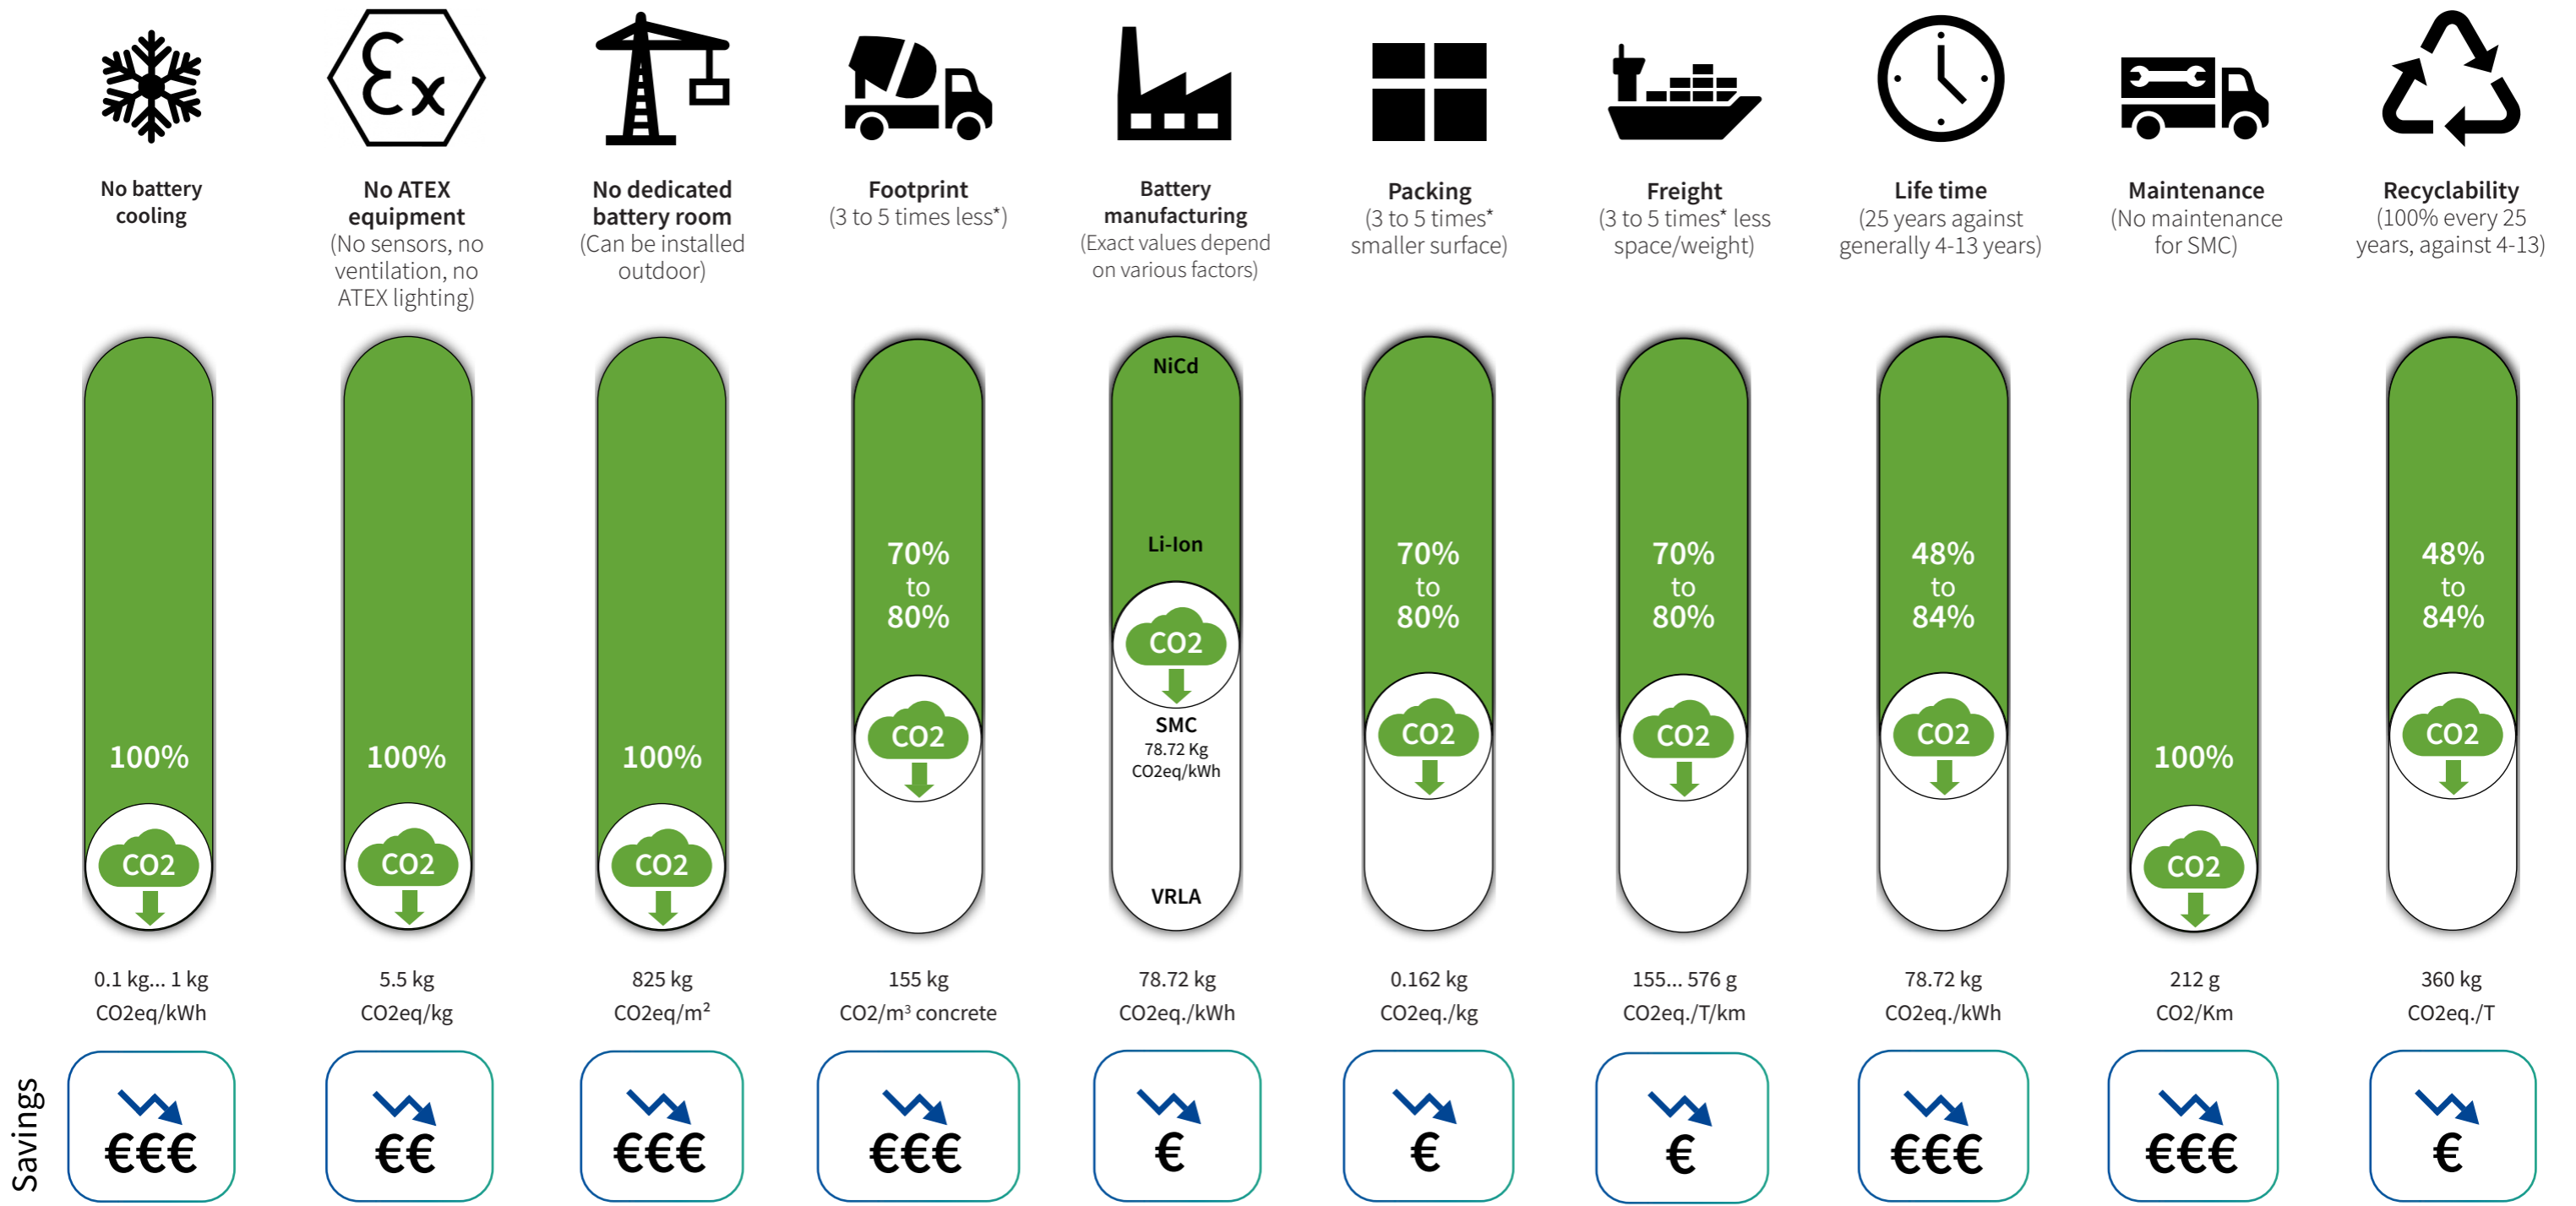 Ex
No battery
cooling
No ATEX
equipment
(No sensors, no
ventilation, no
ATEX lighting)
No dedicated
battery room
(Can be installed
outdoor)
Footprint
(3 to 5 times less*)
Battery
manufacturing
(Exact values depend
on various factors)
Packing
(3 to 5 times*
smaller surface)
Freight
(3 to 5 times* less
space/weight)
Life time
(25 years against
generally 4-13 years)
Maintenance
(No maintenance
for SMC)
Recyclability
(100% every 25
years, against 4-13)
100%
CO2
100%
CO2
100%
CO2
70%
to
80%
CO2
NiCd
Li-Ion
CO2
SMC
78.72 Kg
CO2eq/kWh
VRLA
70%
to
80%
CO2
70%
to
80%
CO2
48%
to
84%
CO2
100%
CO2
48%
to
84%
CO2
0.1 kg... 1 kg
CO2eq/kWh
5.5 kg
CO2eq/kg
825 kg
CO2eq/m²
155 kg
CO2/m³ concrete
78.72 kg
CO2eq./kWh
0.162 kg
CO2eq./kg
155... 576 g
CO2eq./T/km
78.72 kg
CO2eq./kWh
212 g
CO2/Km
360 kg
CO2eq./T
Savings
€€€
€€
€€€
€€€
€
€
€
€€€
€€€
€